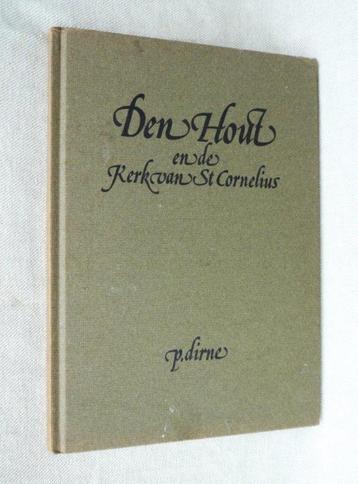 Den Hout
en de
Kerk van St Cornelius
p.dirne